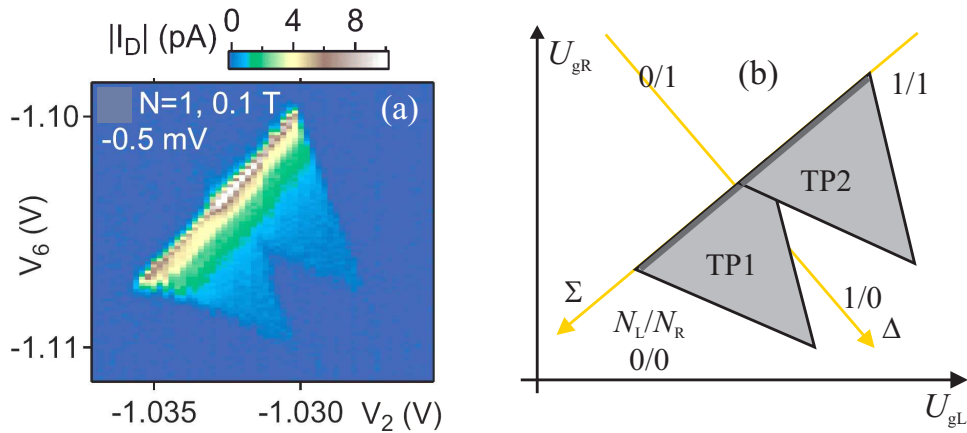 |I_D| (pA)
0 4 8
N=1, 0.1 T
(a)
-0.5 mV
-1.10
V_6 (V)
-1.11
-1.035
-1.030
V_2 (V)
U_gR
0/1
(b)
1/1
TP2
TP1
Σ
N_L/N_R
0/0
1/0
Δ
U_gL